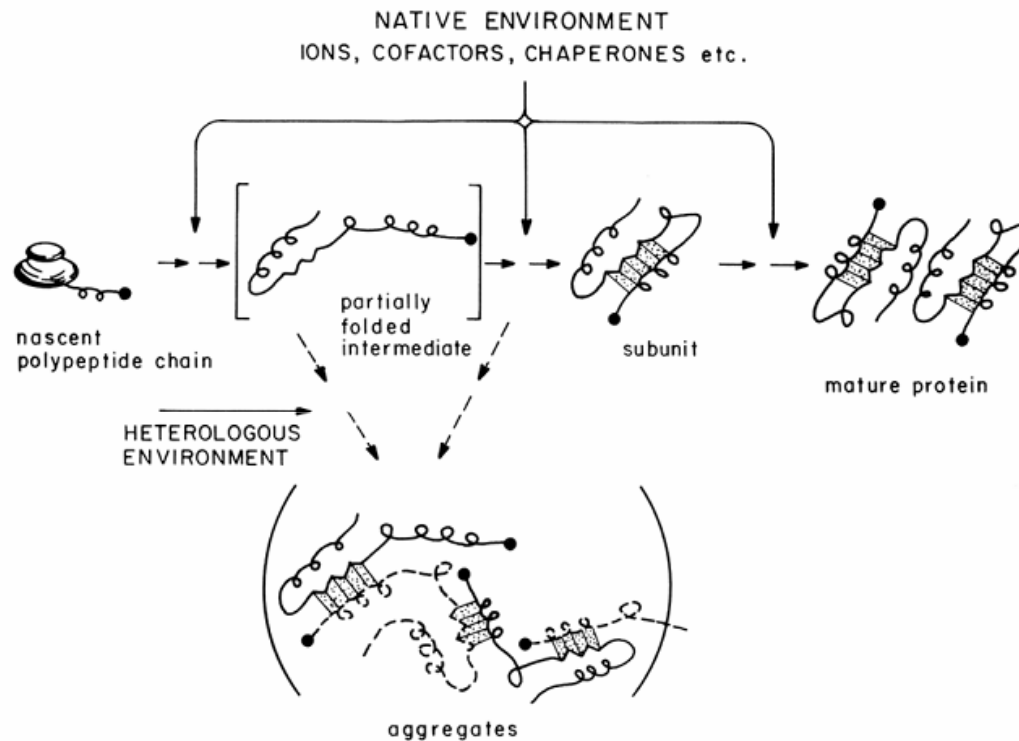 NATIVE ENVIRONMENT
IONS, COFACTORS, CHAPERONES etc.
nascent
polypeptide chain
partially
folded
intermediate
subunit
mature protein
HETEROLOGOUS
ENVIRONMENT
aggregates